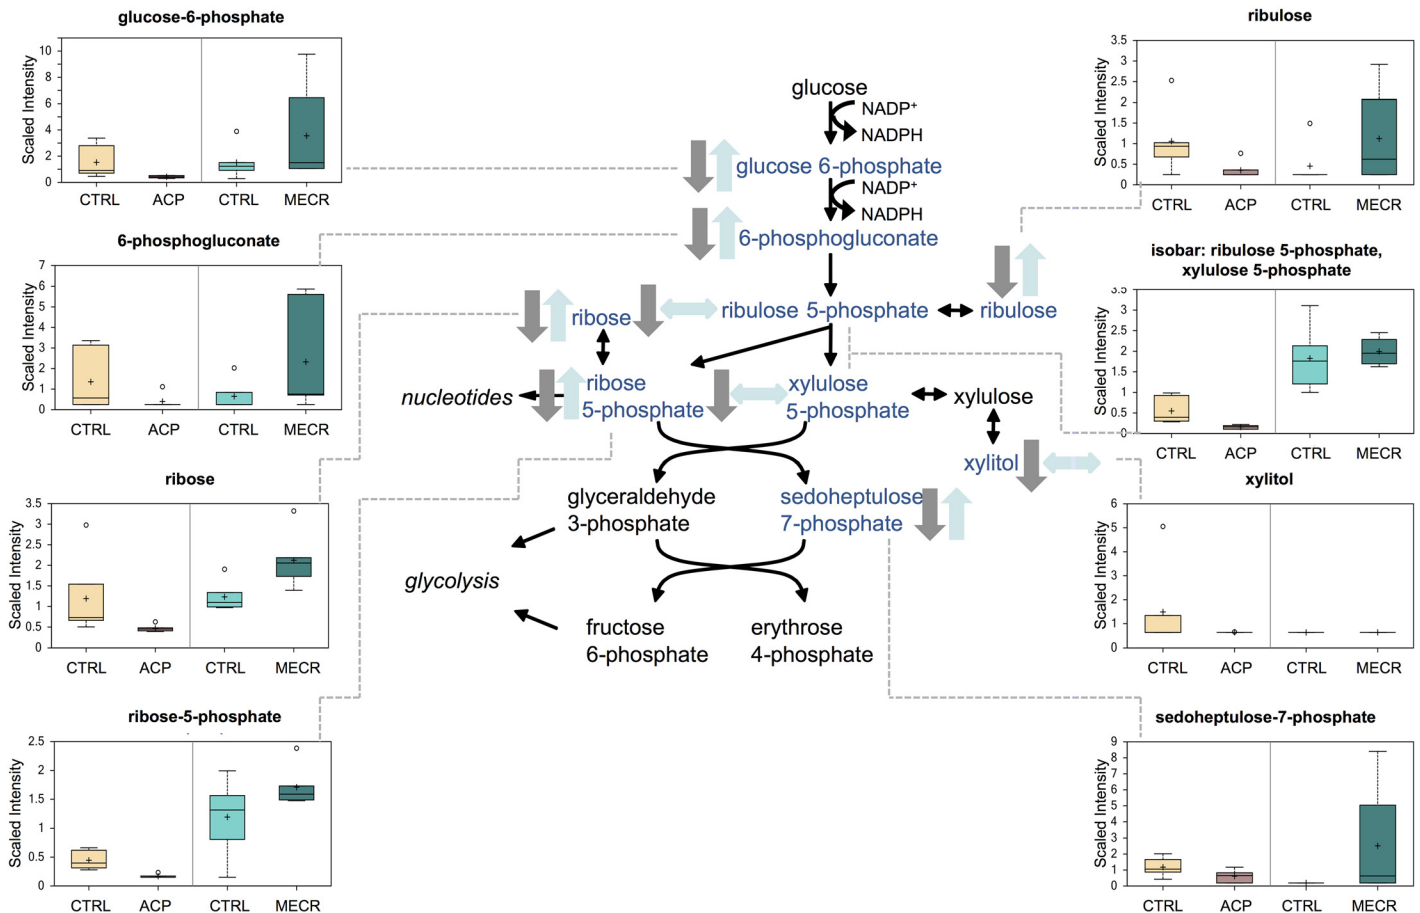 glucose-6-phosphate
Scaled Intensity
10
8
6
4
2
0
CTRL ACP CTRL MECR
6-phosphogluconate
Scaled Intensity
7
6
5
4
3
2
1
0
CTRL ACP CTRL MECR
ribose
Scaled Intensity
3.5
3
2.5
2
1.5
1
0.5
0
CTRL ACP CTRL MECR
ribose-5-phosphate
Scaled Intensity
2.5
2
1.5
1
0.5
0
CTRL ACP CTRL MECR
glucose
NADP+
NADPH
glucose 6-phosphate
NADP+
NADPH
6-phosphogluconate
ribose
ribulose 5-phosphate
ribulose
nucleotides
ribose
5-phosphate
xylulose
5-phosphate
xylulose
xylitol
glyceraldehyde
3-phosphate
sedoheptulose
7-phosphate
glycolysis
fructose
6-phosphate
erythrose
4-phosphate
ribulose
Scaled Intensity
3.5
3
2.5
2
1.5
1
0.5
0
CTRL ACP CTRL MECR
isobar: ribulose 5-phosphate,
xylulose 5-phosphate
Scaled Intensity
3.5
3
2.5
2
1.5
1
0.5
0
CTRL ACP CTRL MECR
xylitol
Scaled Intensity
6
5
4
3
2
1
0
CTRL ACP CTRL MECR
sedoheptulose-7-phosphate
Scaled Intensity
9
8
7
6
5
4
3
2
1
0
CTRL ACP CTRL MECR